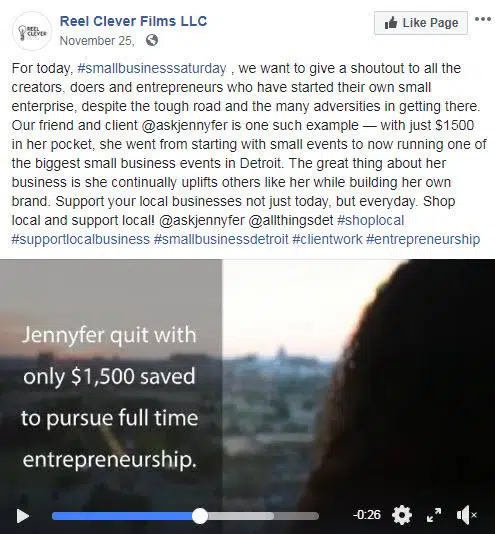 REEL
CLEVER
Reel Clever Films LLC
November 25,
Like Page
For today, #smallbusinesssaturday , we want to give a shoutout to all the
creators. doers and entrepreneurs who have started their own small
enterprise, despite the tough road and the many adversities in getting there.
Our friend and client @askjennyfer is one such example — with just $1500
in her pocket, she went from starting with small events to now running one of
the biggest small business events in Detroit. The great thing about her
business is she continually uplifts others like her while building her own
brand. Support your local businesses not just today, but everyday. Shop
local and support local! @askjennyfer @allthingsdet #shoplocal
#supportlocalbusiness #smallbusinessdetroit #clientwork #entrepreneurship
Jennyfer quit with
only $1,500 saved
to pursue full time
entrepreneurship.
-0:26